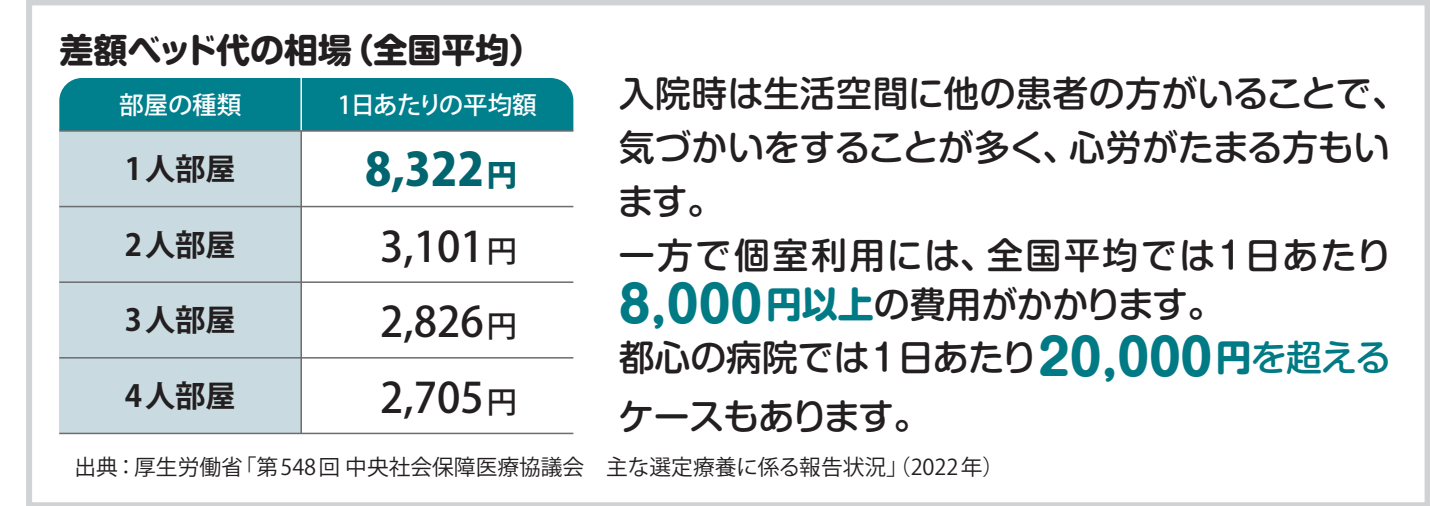 差額ベッド代の相場（全国平均）
部屋の種類 1日あたりの平均額
1人部屋 8,322円
2人部屋 3,101円
3人部屋 2,826円
4人部屋 2,705円
入院時は生活空間に他の患者の方がいることで、
気づかいをすることが多く、心労がたまる方もい
ます。
一方で個室利用には、全国平均では1日あたり
8,000円以上の費用がかかります。
都心の病院では1日あたり20,000円を超える
ケースもあります。
出典：厚生労働省「第548回 中央社会保障医療協議会　主な選定療養に係る報告状況」（2022年）